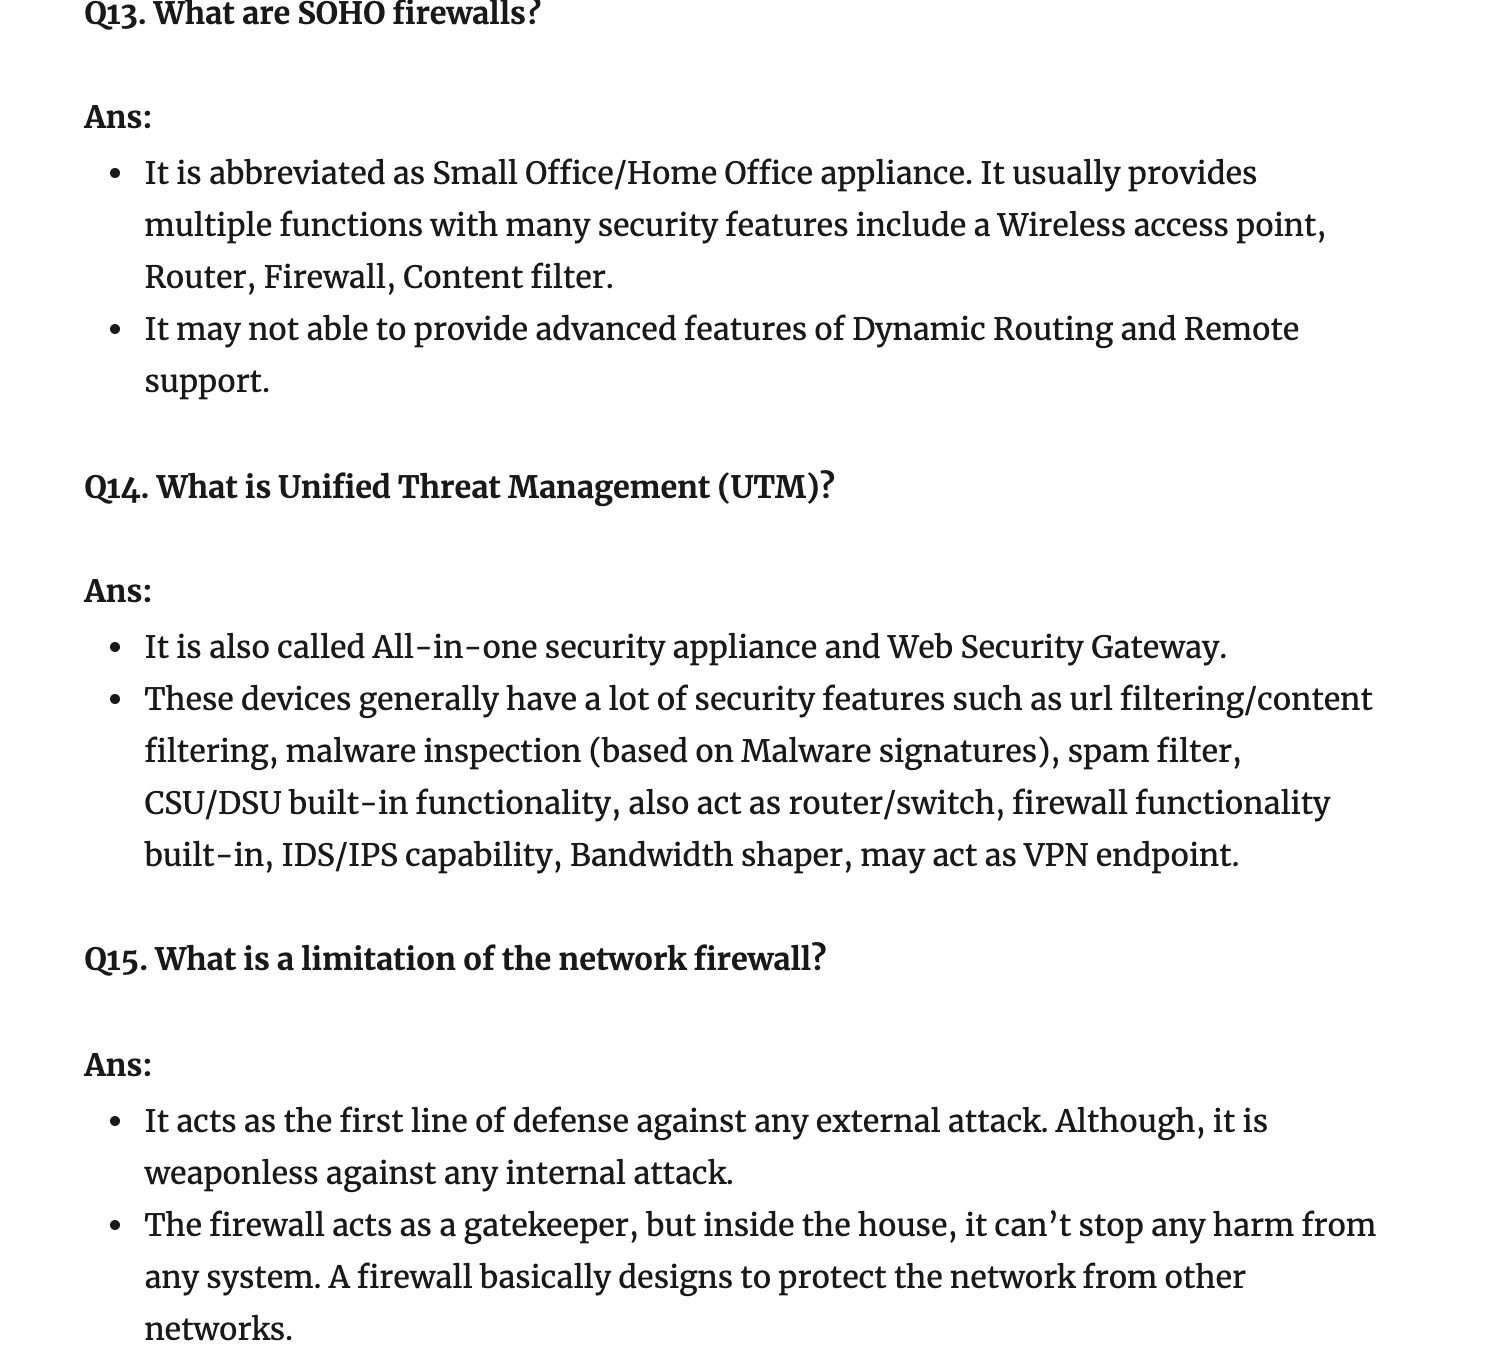 Q13. What are SOHO firewalls?
Ans:
• It is abbreviated as Small Office/Home Office appliance. It usually provides
multiple functions with many security features include a Wireless access point,
Router, Firewall, Content filter.
• It may not able to provide advanced features of Dynamic Routing and Remote
support.
Q14. What is Unified Threat Management (UTM)?
Ans:
• It is also called All-in-one security appliance and Web Security Gateway.
• These devices generally have a lot of security features such as url filtering/content
filtering, malware inspection (based on Malware signatures), spam filter,
CSU/DSU built-in functionality, also act as router/switch, firewall functionality
built-in, IDS/IPS capability, Bandwidth shaper, may act as VPN endpoint.
Q15. What is a limitation of the network firewall?
Ans:
• It acts as the first line of defense against any external attack. Although, it is
weaponless against any internal attack.
• The firewall acts as a gatekeeper, but inside the house, it can’t stop any harm from
any system. A firewall basically designs to protect the network from other
networks.